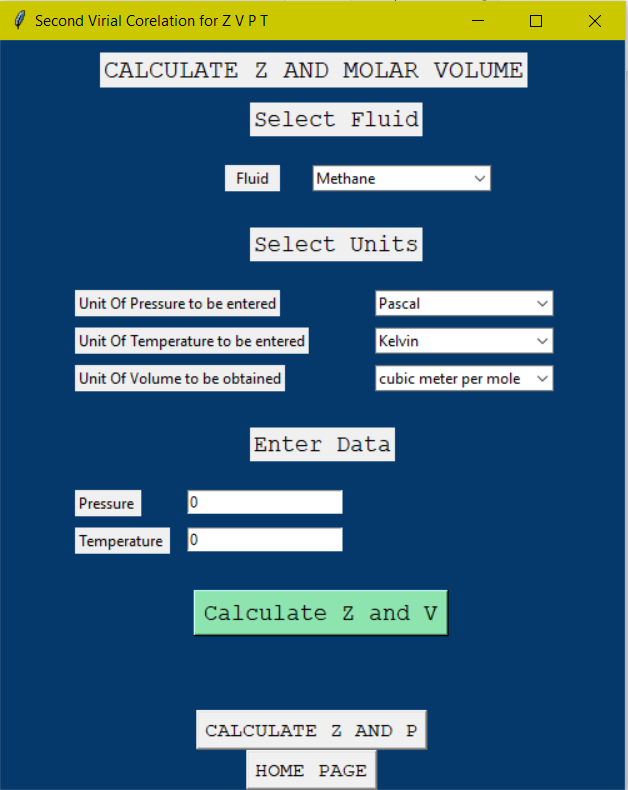 Second Virial Corelation for Z V P T
CALCULATE Z AND MOLAR VOLUME
Select Fluid
Fluid Methane
Select Units
Unit Of Pressure to be entered Pascal
Unit Of Temperature to be entered Kelvin
Unit Of Volume to be obtained cubic meter per mole
Enter Data
Pressure 0
Temperature 0
Calculate Z and V
CALCULATE Z AND P
HOME PAGE